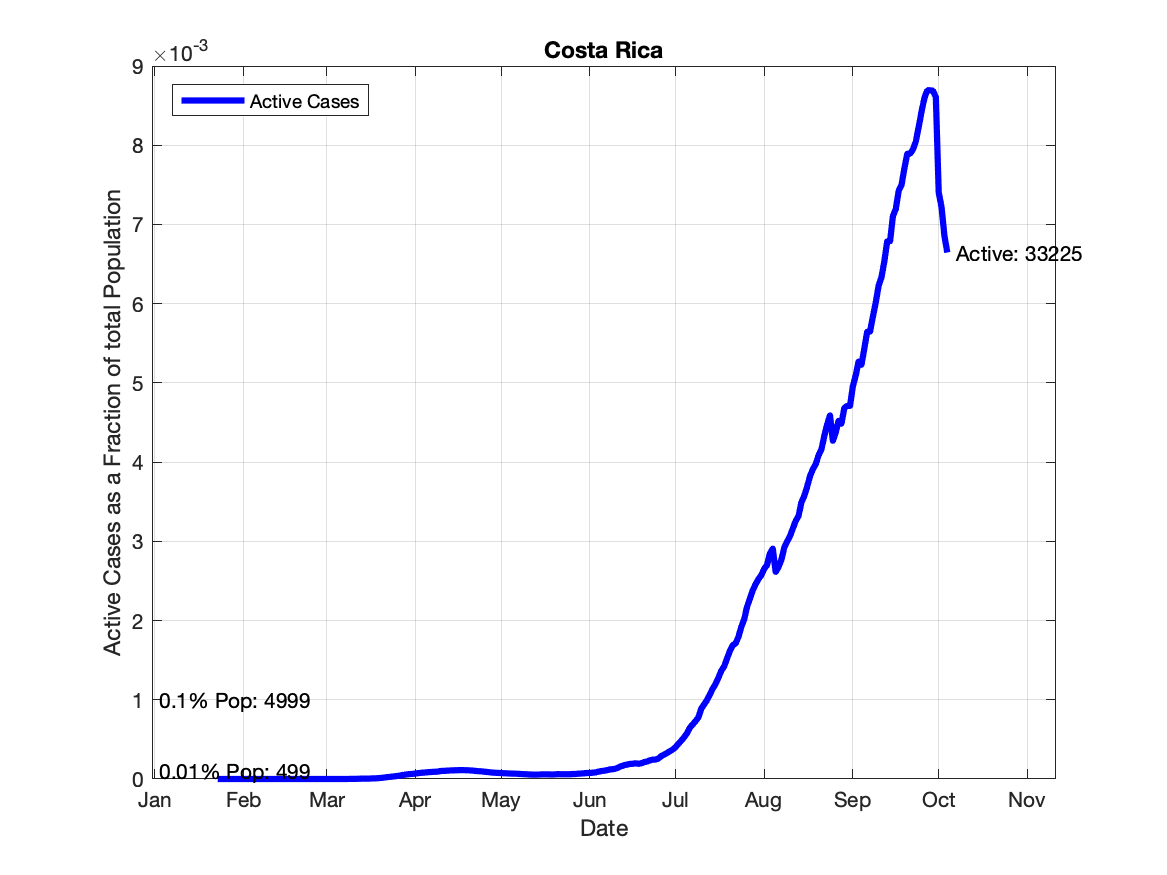 Costa Rica
×10-3
Active Cases
9
8
7
6
5
4
3
2
1
0
Active Cases as a Fraction of total Population
Active: 33225
0.1% Pop: 4999
0.01% Pop: 499
Jan Feb Mar Apr May Jun Jul Aug Sep Oct Nov
Date